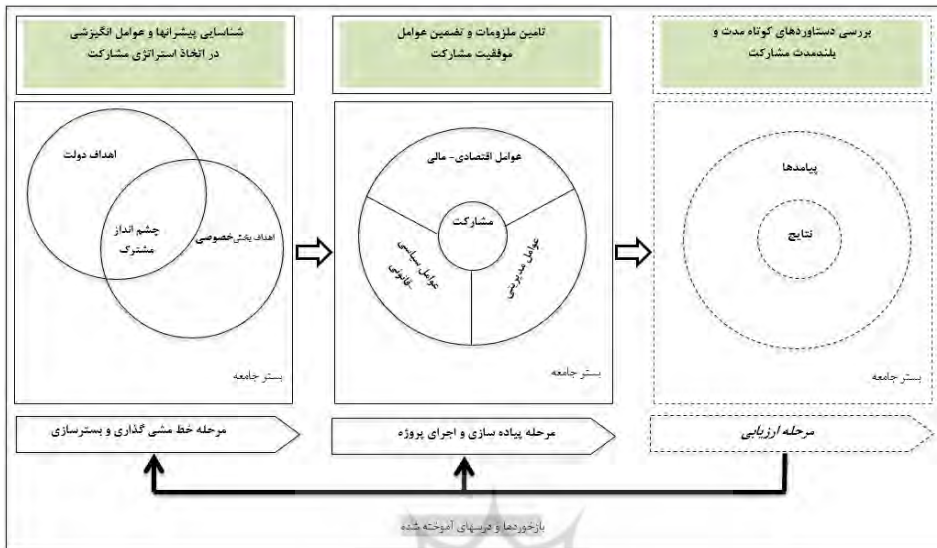 شناسایی پیشرانها و عوامل انگیزشی
در اتخاذ استراتژی مشارکت
تامین ملزومات و تضمین عوامل
موفقیت مشارکت
بررسی دستاوردهای کوتاه مدت و
بلندمدت مشارکت
اهداف دولت
چشم انداز
مشترک
اهداف بخش خصوصی
بستر جامعه
عوامل اقتصادی- مالی
مشارکت
عوامل سیاسی
-قانونی
عوامل مدیریتی
بستر جامعه
پیامدها
نتایج
بستر جامعه
مرحله خط مشی گذاری و بسترسازی
مرحله پیاده سازی و اجرای پروژه
مرحله ارزیابی
بازخوردها و درسهای آموخته شده